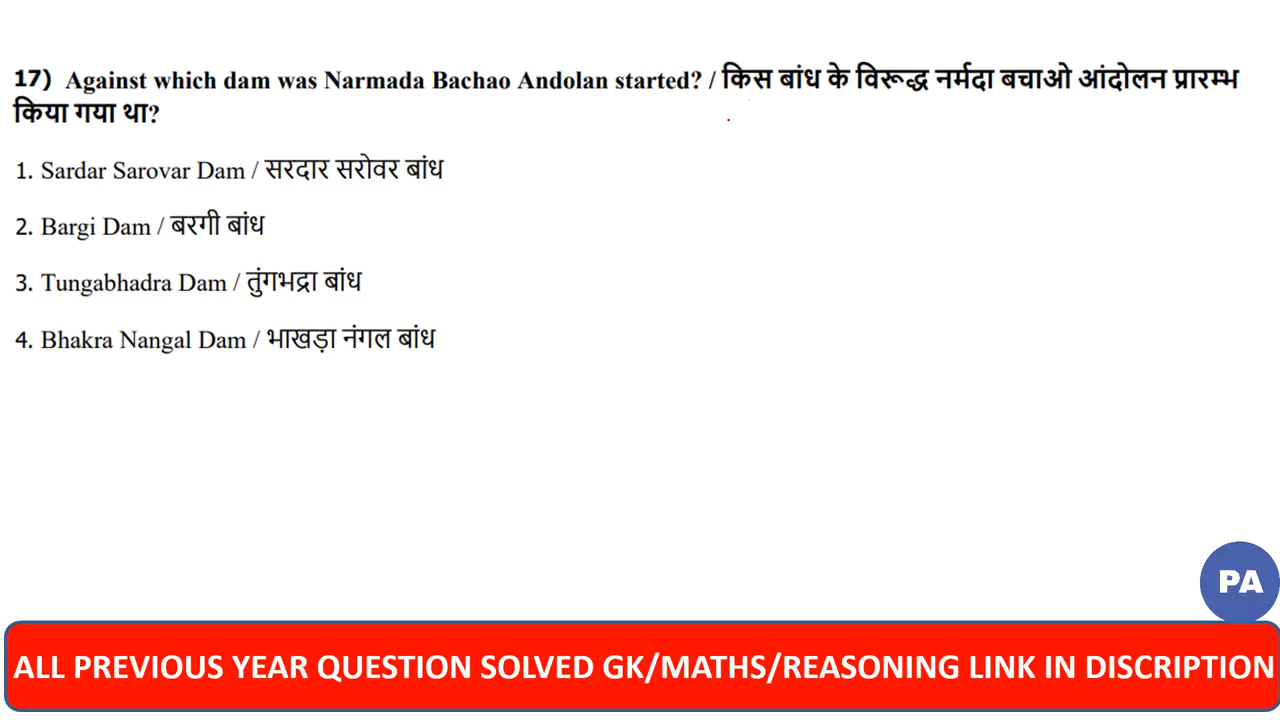 17) Against which dam was Narmada Bachao Andolan started? / किस बांध के विरूद्ध नर्मदा बचाओ आंदोलन प्रारम्भ
किया गया था?
1. Sardar Sarovar Dam / सरदार सरोवर बांध
2. Bargi Dam / बरगी बांध
3. Tungabhadra Dam / तुंगभद्रा बांध
4. Bhakra Nangal Dam / भाखड़ा नंगल बांध
PA
ALL PREVIOUS YEAR QUESTION SOLVED GK/MATHS/REASONING LINK IN DISCRIPTION